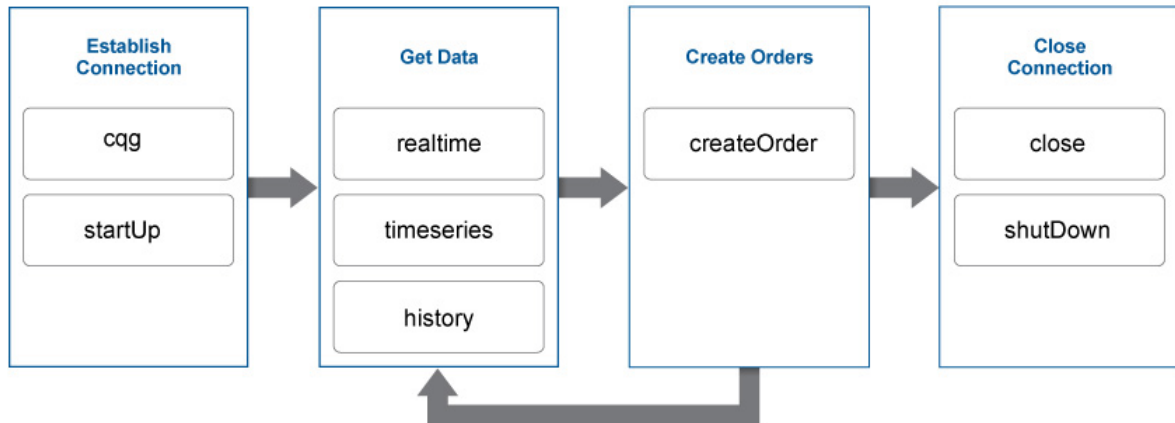 Establish
Connection
cqg
startUp
Get Data
realtime
timeseries
history
Create Orders
createOrder
Close
Connection
close
shutDown